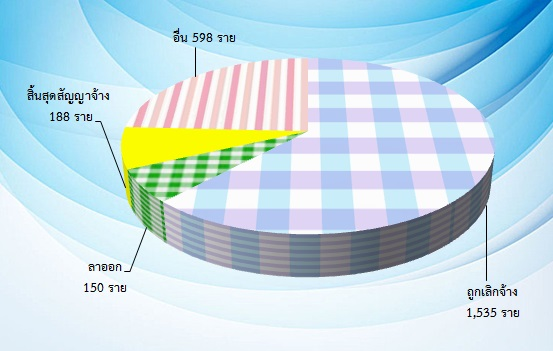 อื่น 598 ราย
สิ้นสุดสัญญาจ้าง
188 ราย
ลาออก
150 ราย
ถูกเลิกจ้าง
1,535 ราย